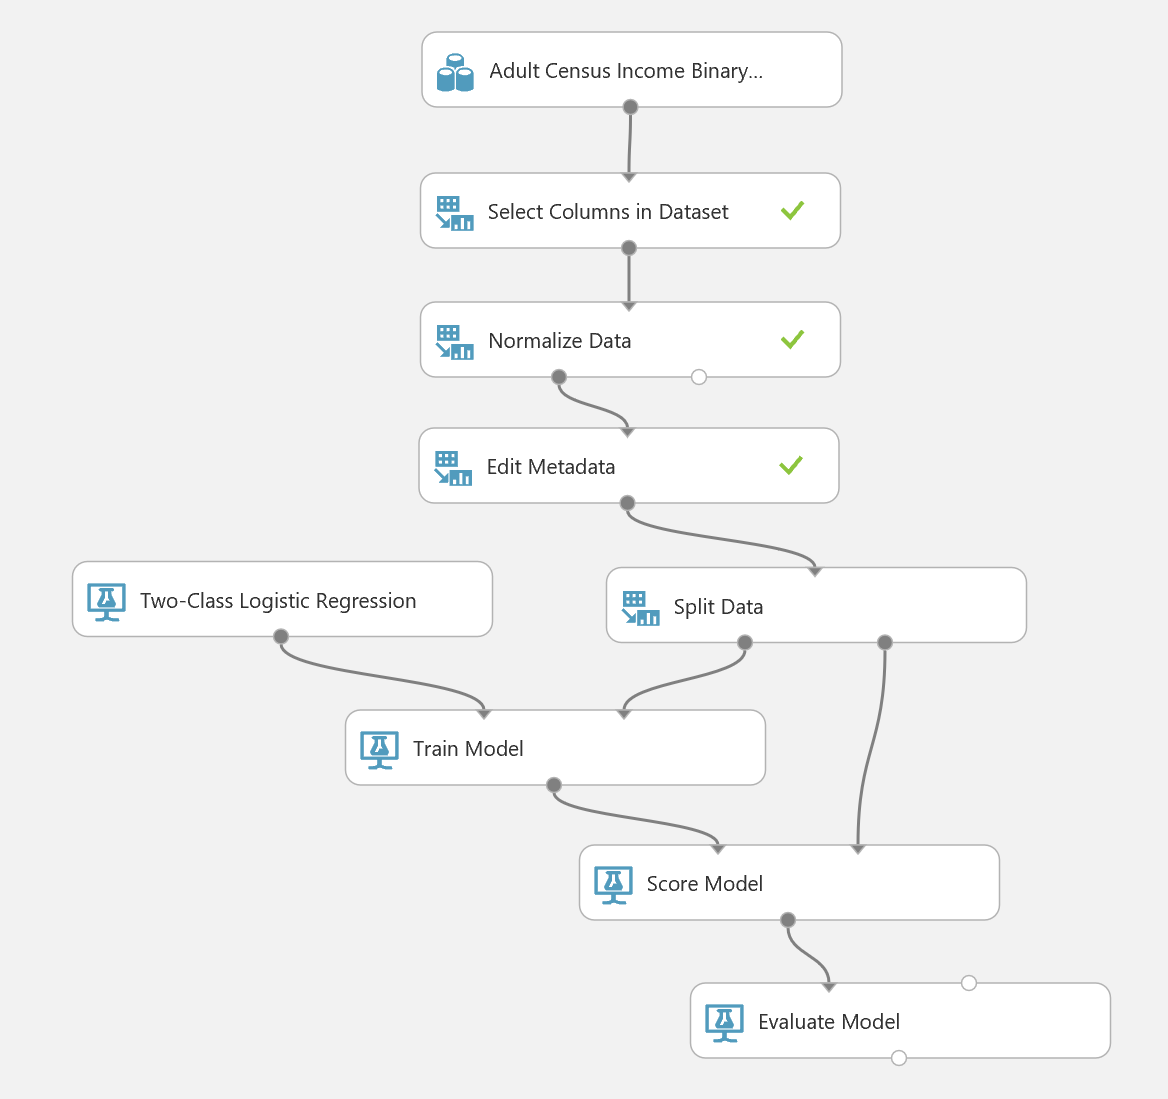 Adult Census Income Binary...
Select Columns in Dataset
Normalize Data
Edit Metadata
Two-Class Logistic Regression
Split Data
Train Model
Score Model
Evaluate Model